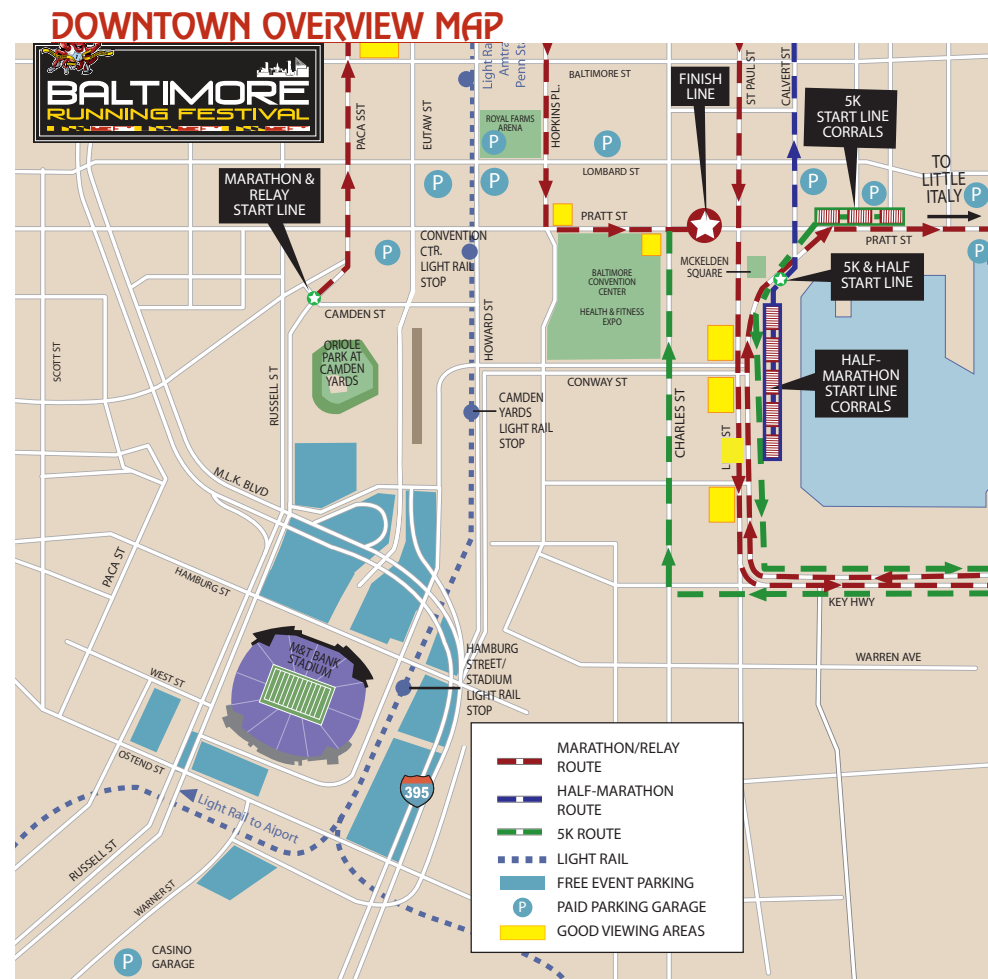 DOWNTOWN OVERVIEW MAP
BALTIMORE
RUNNING FESTIVAL
Light Rail
Amtrak
Penn St
BALTIMORE ST
FINISH
LINE
ST PAUL ST
CALVERT ST
5K
START LINE
CORRALS
PACA SST
EUTAW ST
ROYAL FARMS
ARENA
HOPKINS PL.
P
P
P
P
LOMBARD ST
P
P
P
TO
LITTLE
ITALY
MARATHON &
RELAY
START LINE
PRATT ST
PRATT ST
P
CONVENTION
CTR.
LIGHT RAIL
STOP
P
BALTIMORE
CONVENTION
CENTER
HEALTH & FITNESS
EXPO
MCKELDEN
SQUARE
5K & HALF
START LINE
CAMDEN ST
HOWARD ST
SCOTT ST
ORIOLE
PARK AT
CAMDEN
YARDS
RUSSELL ST
CONWAY ST
CAMDEN
YARDS
LIGHT RAIL
STOP
CHARLES ST
HALF-
MARATHON
START LINE
CORRALS
ST
M.L.K. BLVD
PACA ST
HAMBURG ST
KEY HWY
M&T BANK
STADIUM
HAMBURG
STREET/
STADIUM
LIGHT RAIL
STOP
WARREN AVE
WEST ST
OSTEND ST
395
Light Rail to Aiport
RUSSELL ST
WARNER ST
P
CASINO
GARAGE
MARATHON/RELAY
ROUTE
HALF-MARATHON
ROUTE
5K ROUTE
LIGHT RAIL
FREE EVENT PARKING
P
PAID PARKING GARAGE
GOOD VIEWING AREAS